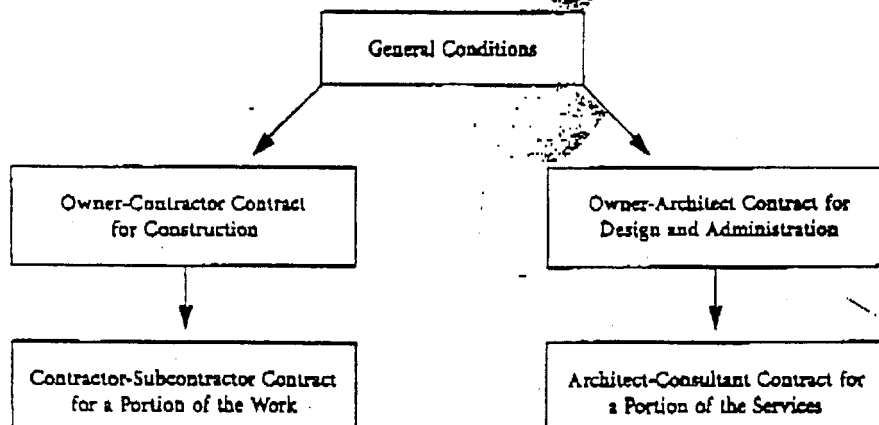 General Conditions
Owner-Contractor Contract
for Construction
Owner-Architect Contract for
Design and Administration
Contractor-Subcontractor Contract
for a Portion of the Work
Architect-Consultant Contract for
a Portion of the Services